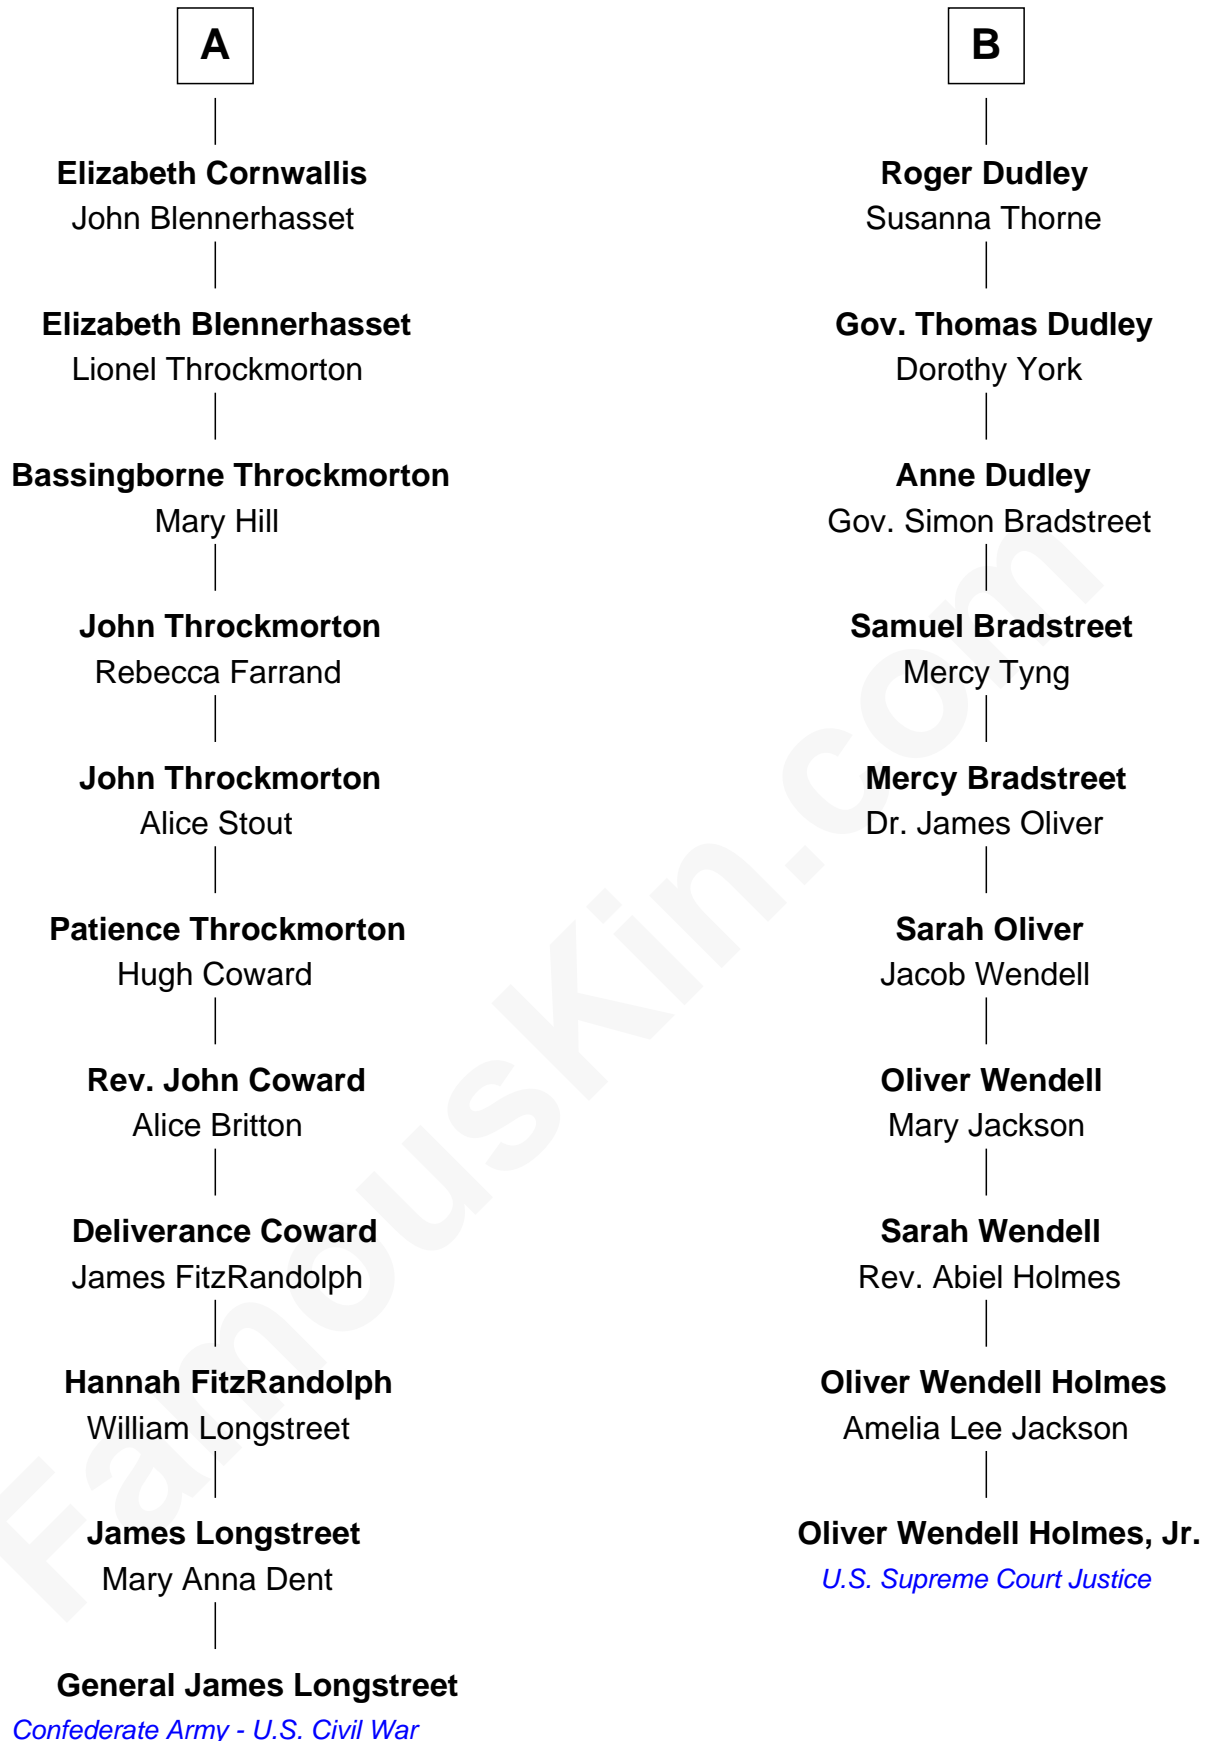 A
Elizabeth Cornwallis
John Blennerhasset
Elizabeth Blennerhasset
Lionel Throckmorton
Bassingborne Throckmorton
Mary Hill
John Throckmorton
Rebecca Farrand
John Throckmorton
Alice Stout
Patience Throckmorton
Hugh Coward
Rev. John Coward
Alice Britton
Deliverance Coward
James FitzRandolph
Hannah FitzRandolph
William Longstreet
James Longstreet
Mary Anna Dent
General James Longstreet
Confederate Army - U.S. Civil War
B
Roger Dudley
Susanna Thorne
Gov. Thomas Dudley
Dorothy York
Anne Dudley
Gov. Simon Bradstreet
Samuel Bradstreet
Mercy Tyng
Mercy Bradstreet
Dr. James Oliver
Sarah Oliver
Jacob Wendell
Oliver Wendell
Mary Jackson
Sarah Wendell
Rev. Abiel Holmes
Oliver Wendell Holmes
Amelia Lee Jackson
Oliver Wendell Holmes, Jr.
U.S. Supreme Court Justice
FamousKin.com